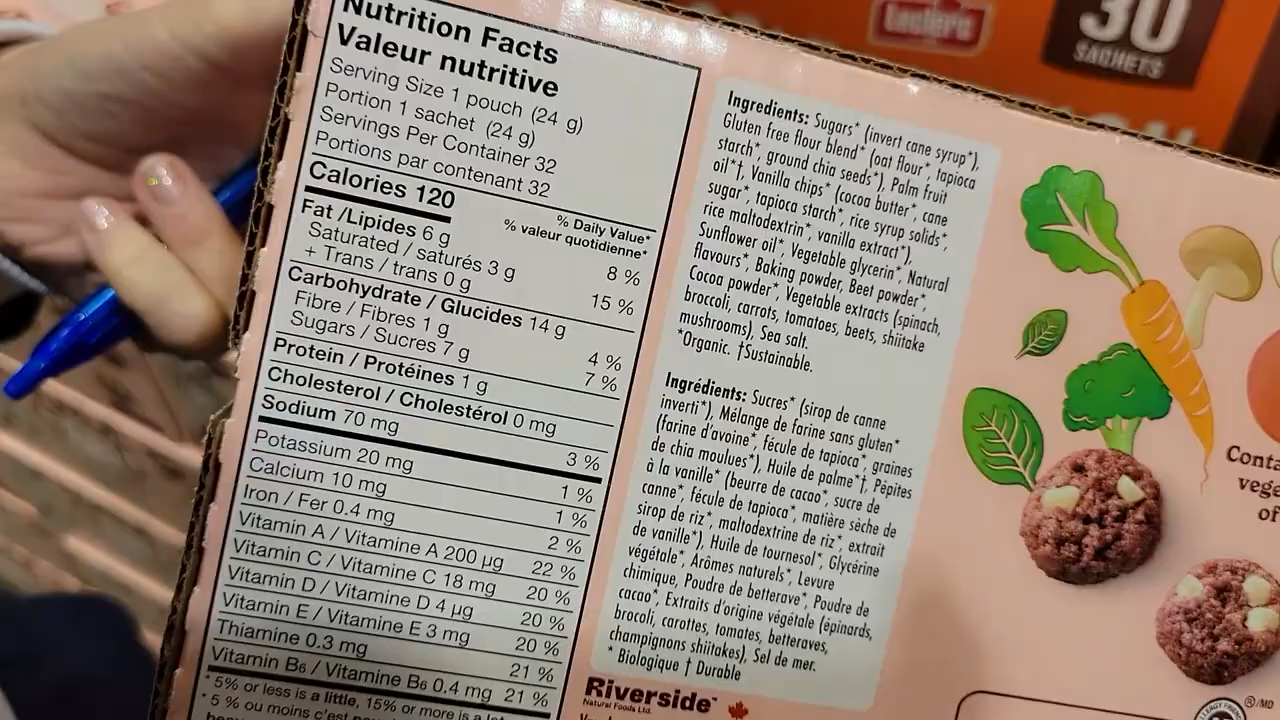 Leclerc
30
SACHETS
Nutrition Facts
Valeur nutritive
Serving Size 1 pouch (24 g)
Portion 1 sachet (24 g)
Servings Per Container 32
Portions par contenant 32
Calories 120
% Daily Value*
% valeur quotidienne*
Fat /Lipides 6 g 8 %
Saturated / saturés 3 g
+ Trans / trans 0 g 15 %
Carbohydrate / Glucides 14 g
Fibre / Fibres 1 g 4 %
Sugars / Sucres 7 g 7 %
Protein / Protéines 1 g
Cholesterol / Cholestérol 0 mg
Sodium 70 mg 3 %
Potassium 20 mg 1 %
Calcium 10 mg 1 %
Iron / Fer 0.4 mg 2 %
Vitamin A / Vitamine A 200 µg 22 %
Vitamin C / Vitamine C 18 mg 20 %
Vitamin D / Vitamine D 4 µg 20 %
Vitamin E / Vitamine E 3 mg 20 %
Thiamine 0.3 mg 21 %
Vitamin B6 / Vitamine B6 0.4 mg 21 %
*5% or less is a little, 15% or more is a lot
* 5 % ou moins c'est
Ingredients: Sugars* (invert cane syrup*),
Gluten free flour blend* (oat flour*, tapioca
starch*, ground chia seeds*), Palm fruit
oil*†, Vanilla chips* (cocoa butter*, cane
sugar*, tapioca starch*, rice syrup solids*,
rice maltodextrin*, vanilla extract*),
Sunflower oil*, Vegetable glycerin*, Natural
flavours*, Baking powder, Beet powder*,
Cocoa powder*, Vegetable extracts (spinach,
broccoli, carrots, tomatoes, beets, shiitake
mushrooms), Sea salt.
*Organic. †Sustainable.
Ingrédients: Sucres* (sirop de canne
inverti*), Mélange de farine sans gluten*
(farine d'avoine*, fécule de tapioca*, graines
de chia moulues*), Huile de palme*†, Pépites
à la vanille* (beurre de cacao*, sucre de
canne*, fécule de tapioca*, matière sèche de
sirop de riz*, maltodextrine de riz*, extrait
de vanille*), Huile de tournesol*, Glycérine
végétale*, Arômes naturels*, Levure
chimique, Poudre de betterave*, Poudre de
cacao*, Extraits d'origine végétale (épinards,
brocoli, carottes, tomates, betteraves,
champignons shiitakes), Sel de mer.
* Biologique † Durable
Riverside™
Natural Foods Ltd.
Conta
vege
of
®/MD